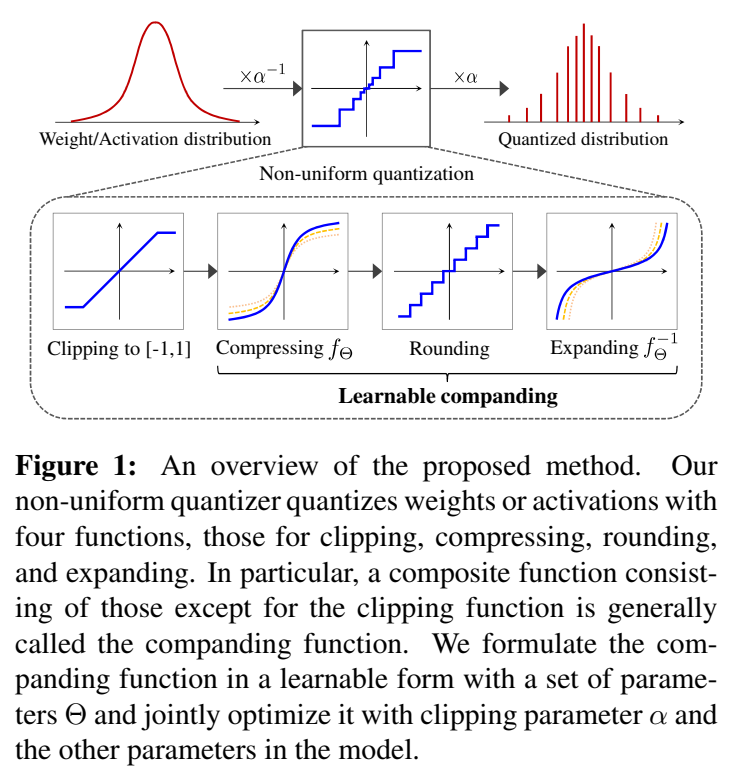 ×α⁻¹
×α
Weight/Activation distribution
Quantized distribution
Non-uniform quantization
Clipping to [-1,1]
Compressing f_Θ
Rounding
Expanding f_Θ⁻¹
Learnable companding
Figure 1: An overview of the proposed method. Our
non-uniform quantizer quantizes weights or activations with
four functions, those for clipping, compressing, rounding,
and expanding. In particular, a composite function consist-
ing of those except for the clipping function is generally
called the companding function. We formulate the com-
panding function in a learnable form with a set of parame-
ters Θ and jointly optimize it with clipping parameter α and
the other parameters in the model.